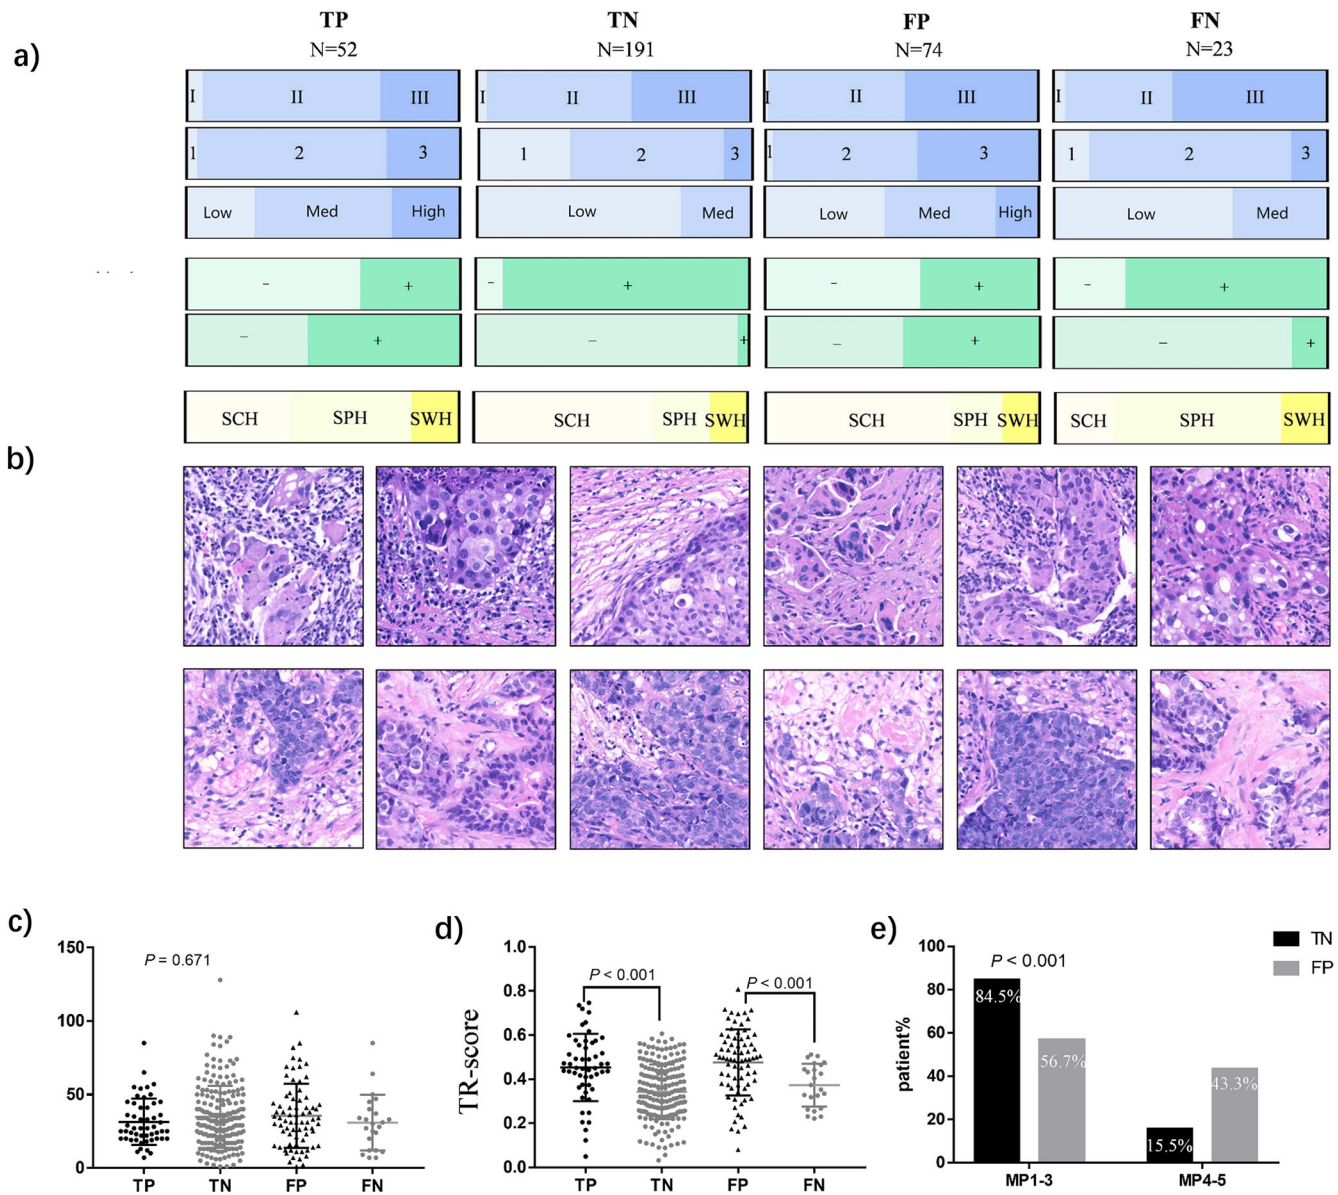 TP TN FP FN
a)
N=52 N=191 N=74 N=23
I II III I II III I II III I II III
1 2 3 1 2 3 1 2 3 1 2 3
Low Med High Low Med Low Med High Low Med
− + − + − + − +
− + − + − + − +
SCH SPH SWH SCH SPH SWH SCH SPH SWH SCH SPH SWH
b)
c)
150
100
50
0
P = 0.671
TP TN FP FN
d)
TR-score
1.0
0.8
0.6
0.4
0.2
0.0
P < 0.001
P < 0.001
TP TN FP FN
e)
TN
FP
patient%
100
80
60
40
20
0
P < 0.001
84.5%
56.7%
15.5%
43.3%
MP1-3 MP4-5